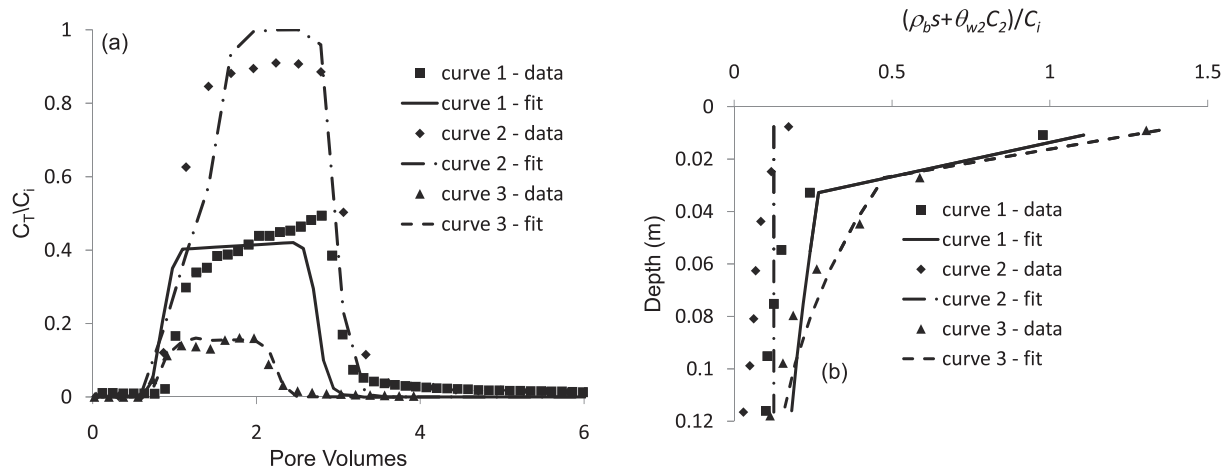 (a)
1
0.8
0.6
0.4
0.2
0
C_T\C_i
0
2
4
6
Pore Volumes
curve 1 - data
curve 1 - fit
curve 2 - data
curve 2 - fit
curve 3 - data
curve 3 - fit
(ρ_b s+θ_w2 C_2)/C_i
0
0.5
1
1.5
0
0.02
0.04
0.06
0.08
0.1
0.12
Depth (m)
curve 1 - data
curve 1 - fit
curve 2 - data
curve 2 - fit
curve 3 - data
curve 3 - fit
(b)